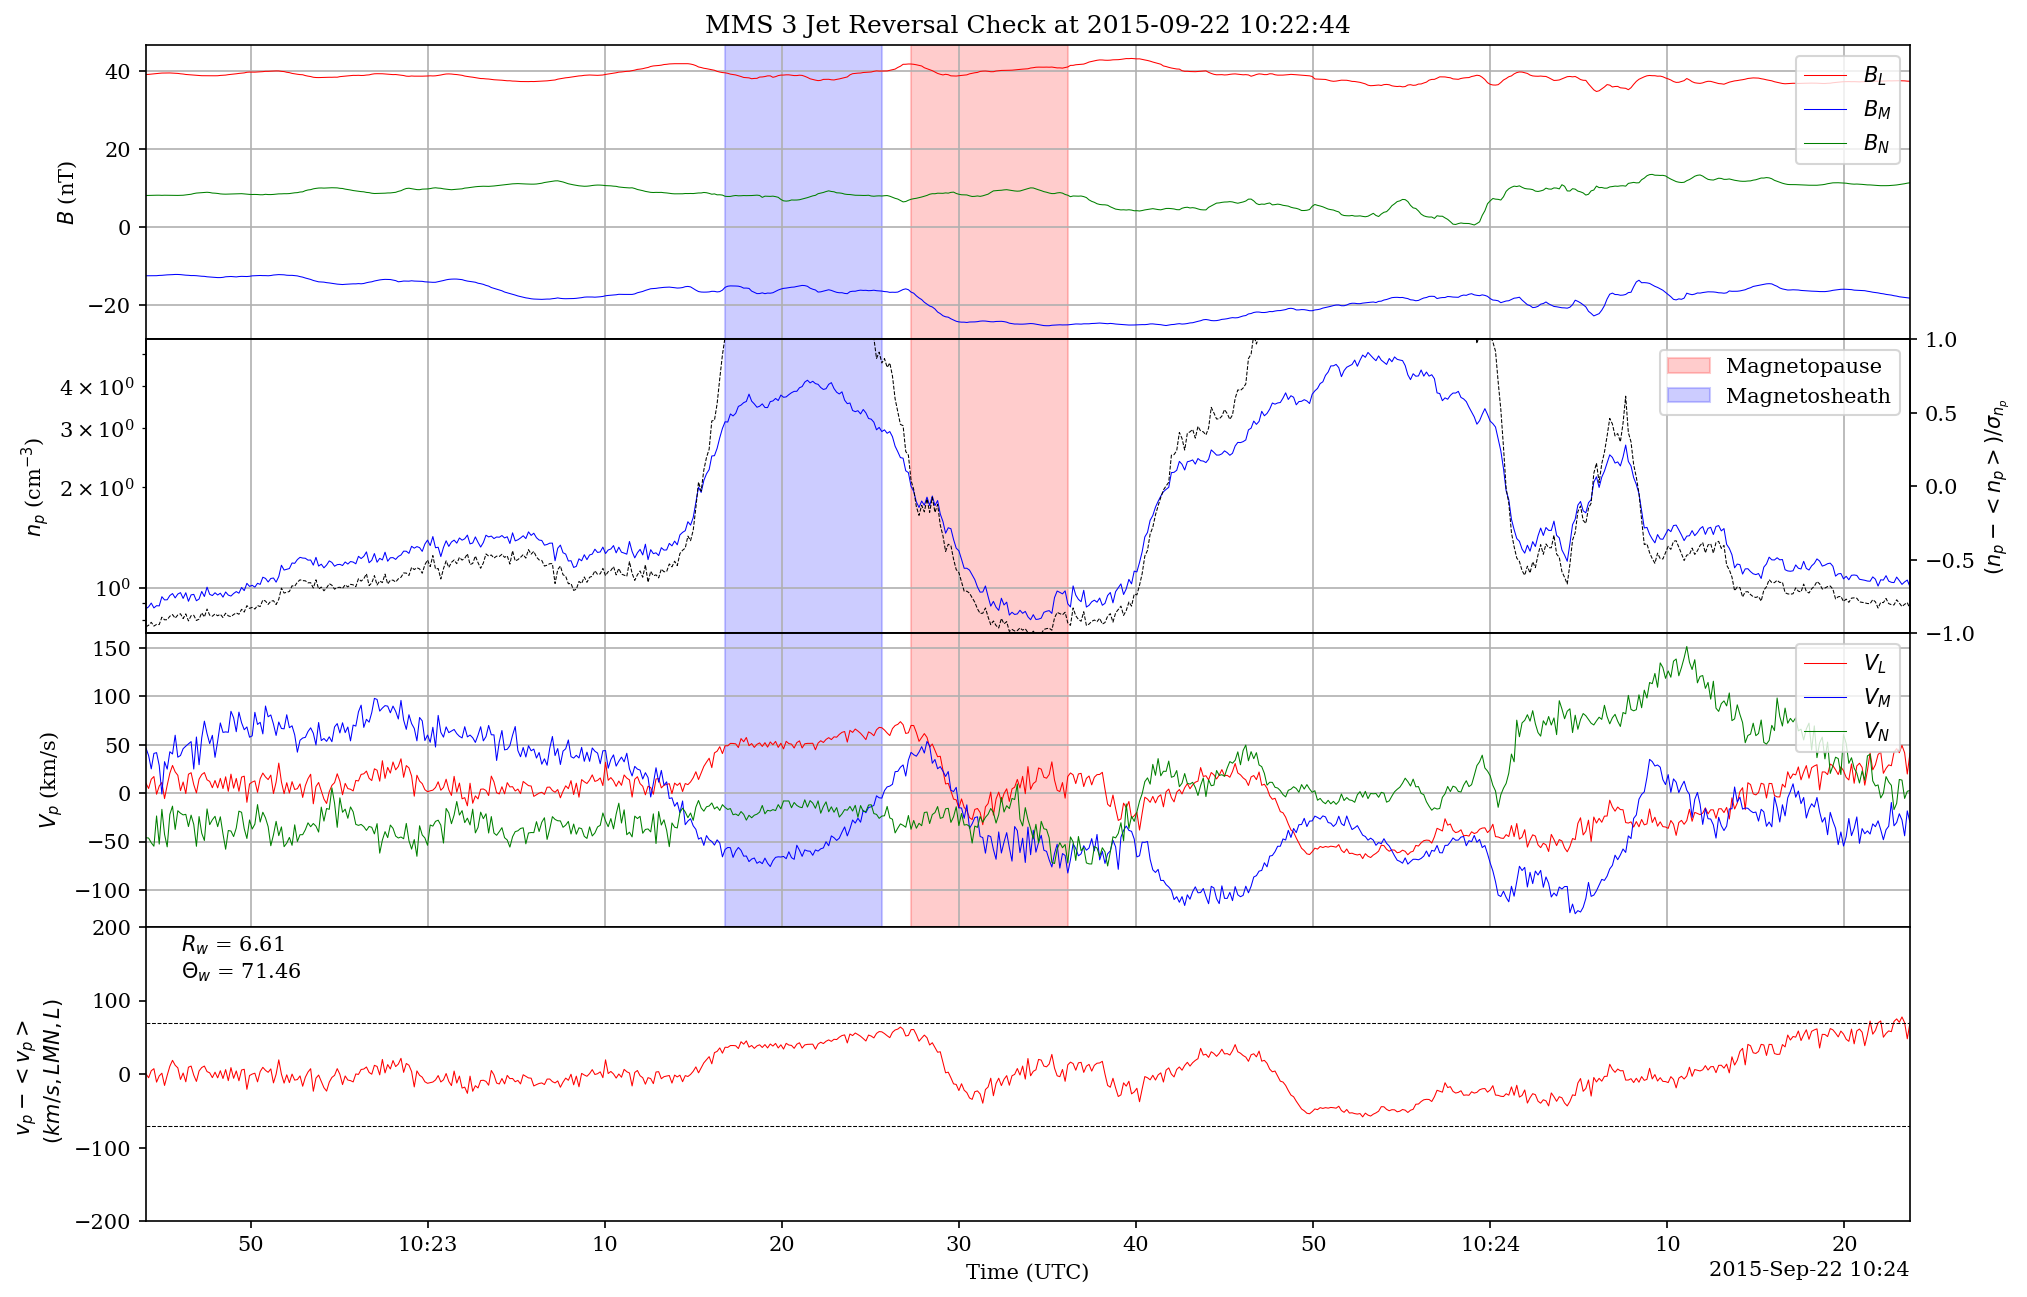 MMS 3 Jet Reversal Check at 2015-09-22 10:22:44
40
20
0
−20
B (nT)
B_L
B_M
B_N
4 × 10^0
3 × 10^0
2 × 10^0
10^0
n_p (cm^−3)
1.0
0.5
0.0
−0.5
−1.0
(n_p − < n_p > )/σ_{n_p}
Magnetopause
Magnetosheath
150
100
50
0
−50
−100
V_p (km/s)
V_L
V_M
V_N
200
100
0
−100
−200
v_p − < v_p >
(km/s, LMN, L)
R_w = 6.61
Θ_w = 71.46
50
10:23
10
20
30
40
50
10:24
10
20
Time (UTC)
2015-Sep-22 10:24